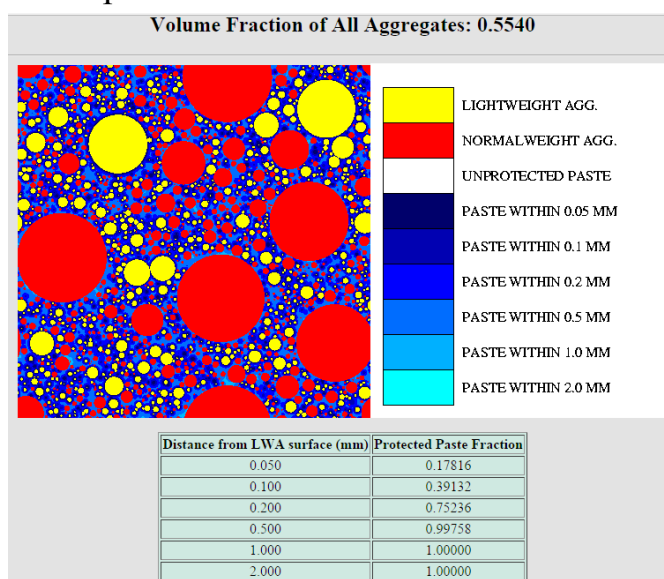 Volume Fraction of All Aggregates: 0.5540
LIGHTWEIGHT AGG.
NORMALWEIGHT AGG.
UNPROTECTED PASTE
PASTE WITHIN 0.05 MM
PASTE WITHIN 0.1 MM
PASTE WITHIN 0.2 MM
PASTE WITHIN 0.5 MM
PASTE WITHIN 1.0 MM
PASTE WITHIN 2.0 MM
Distance from LWA surface (mm) Protected Paste Fraction
0.050 0.17816
0.100 0.39132
0.200 0.75236
0.500 0.99758
1.000 1.00000
2.000 1.00000